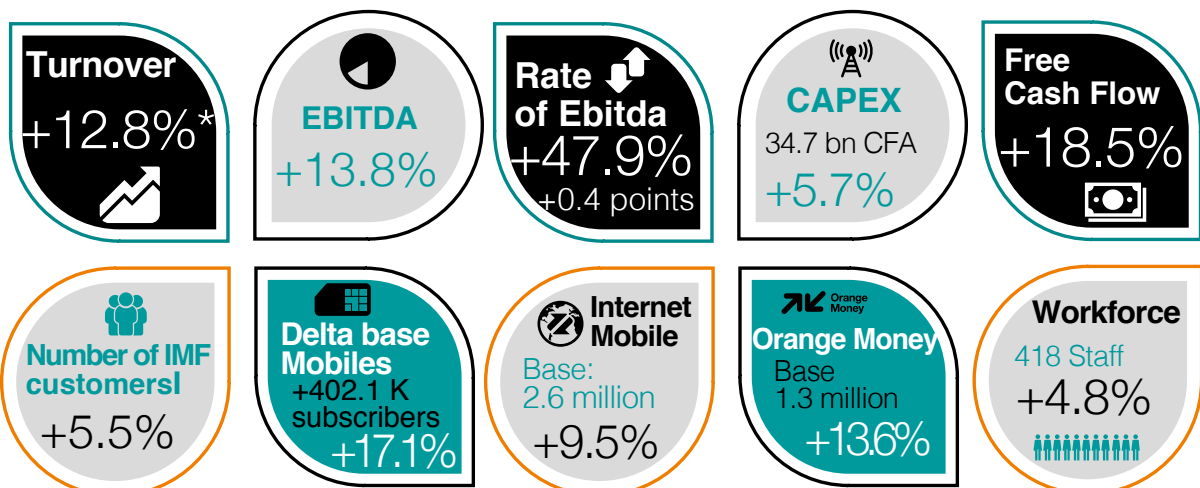 Turnover
+12.8%*
EBITDA
+13.8%
Rate
of Ebitda
+47.9%
+0.4 points
CAPEX
34.7 bn CFA
+5.7%
Free
Cash Flow
+18.5%
Number of IMF
customersl
+5.5%
Delta base
Mobiles
+402.1 K
subscribers
+17.1%
Internet
Mobile
Base:
2.6 million
+9.5%
Orange
Money
Orange Money
Base
1.3 million
+13.6%
Workforce
418 Staff
+4.8%